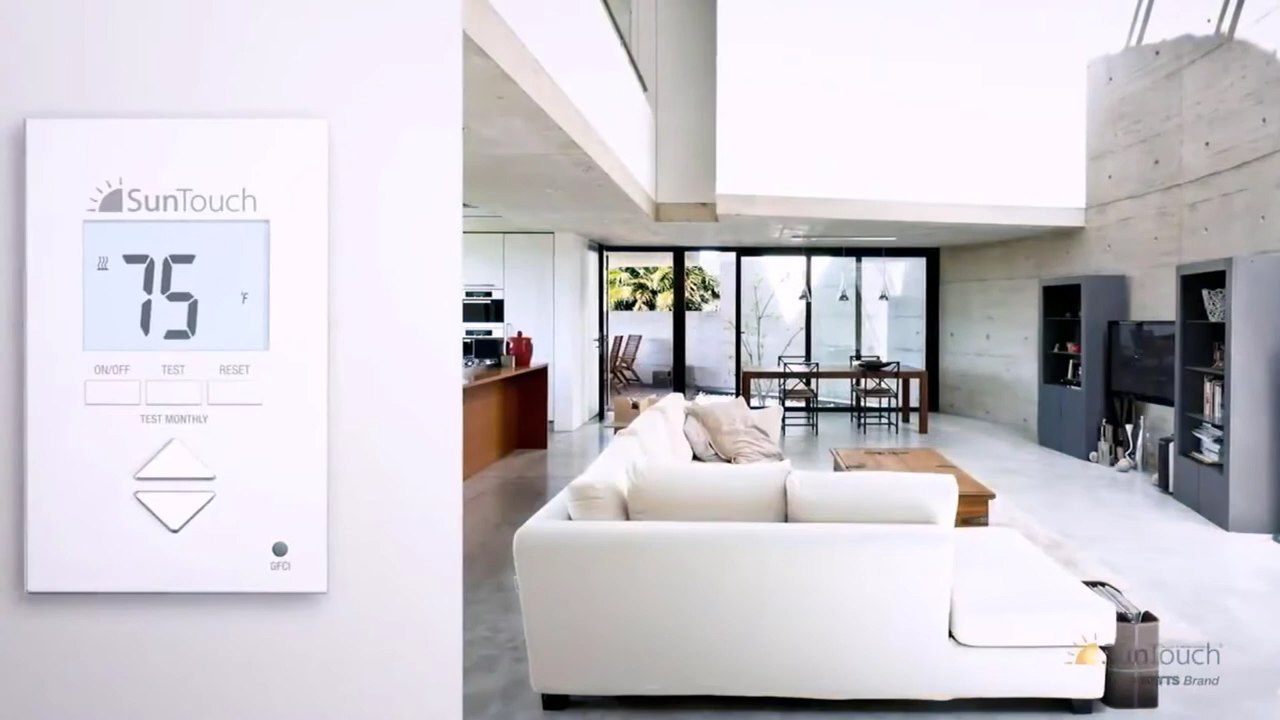 SunTouch
75 °F
ON/OFF TEST RESET
TEST MONTHLY
GFCI
SunTouch®
Brand